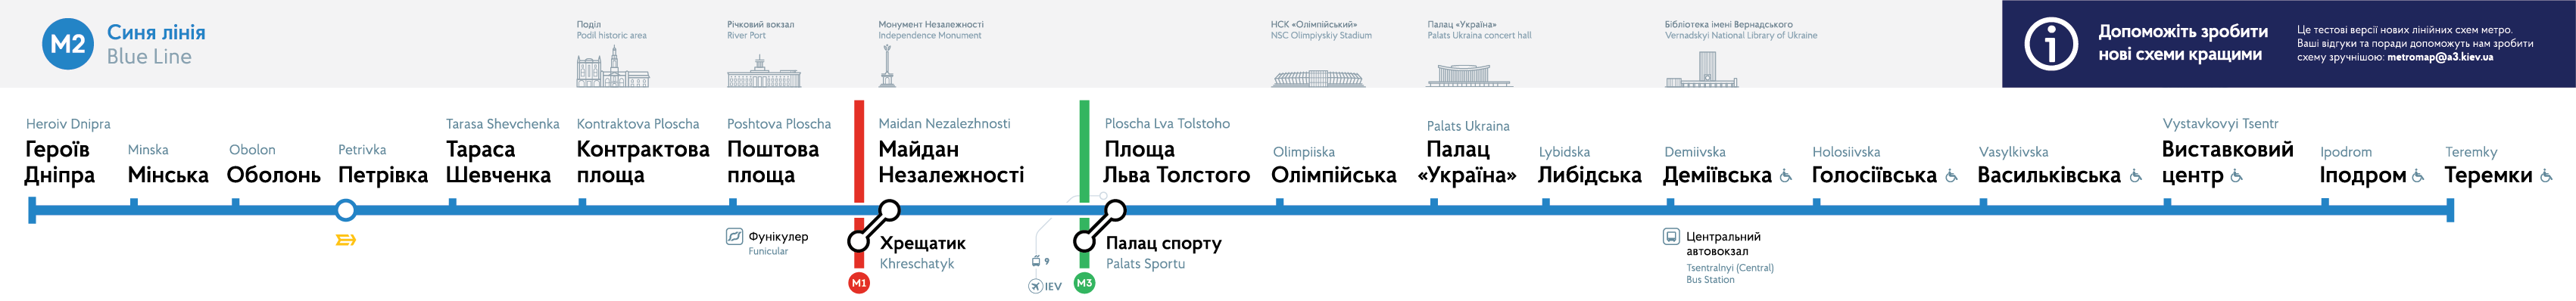 M2
Синя лінія
Blue Line
Поділ
Podil historic area
Річковий вокзал
River Port
Монумент Незалежності
Independence Monument
НСК «Олімпійський»
NSC Olimpiyskiy Stadium
Палац «Україна»
Palats Ukraina concert hall
Бібліотека імені Вернадського
Vernadskyi National Library of Ukraine
Допоможіть зробити
нові схеми кращими
Це тестові версії нових лінійних схем метро.
Ваші відгуки та поради допоможуть нам зробити
схему зручнішою: metromap@a3.kiev.ua
Heroiv Dnipra
Героїв
Дніпра
Minska
Мінська
Obolon
Оболонь
Petrivka
Петрівка
Tarasa Shevchenka
Тараса
Шевченка
Kontraktova Ploscha
Контрактова
площа
Poshtova Ploscha
Поштова
площа
Maidan Nezalezhnosti
Майдан
Незалежності
Ploscha Lva Tolstoho
Площа
Льва Толстого
Olimpiiska
Олімпійська
Palats Ukraina
Палац
«Україна»
Lybidska
Либідська
Demiivska
Деміївська
Holosiivska
Голосіївська
Vasylkivska
Васильківська
Vystavkovyi Tsentr
Виставковий
центр
Ipodrom
Іподром
Teremky
Теремки
Фунікулер
Funicular
Хрещатик
Khreschatyk
M1
9
IEV
Палац спорту
Palats Sportu
M3
Центральний
автовокзал
Tsentralnyi (Central)
Bus Station